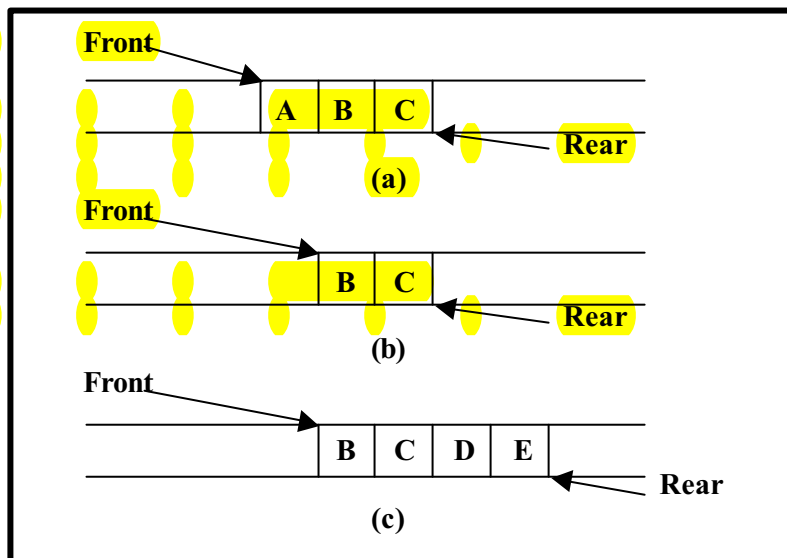 Front
A B C
Rear
(a)
Front
B C
Rear
(b)
Front
B C D E
Rear
(c)